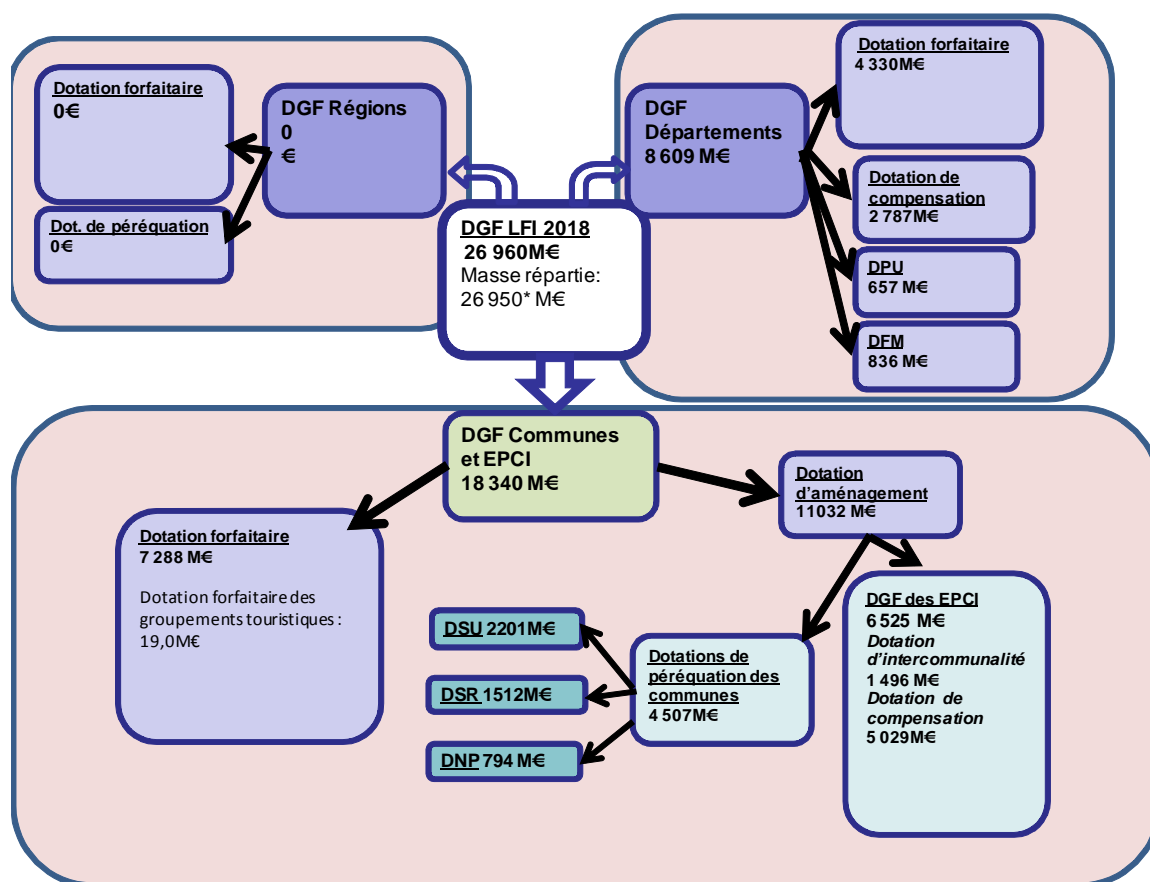 Dotation forfaitaire
0€
Dot. de péréquation
0€
DGF Régions
0
€
DGF LFI 2018
26 960M€
Masse répartie:
26 950* M€
DGF
Départements
8 609 M€
Dotation forfaitaire
4 330M€
Dotation de
compensation
2 787M€
DPU
657 M€
DFM
836 M€
DGF Communes
et EPCI
18 340 M€
Dotation forfaitaire
7 288 M€
Dotation forfaitaire des
groupements touristiques :
19,0M€
Dotation
d'aménagement
11032 M€
DSU 2201M€
DSR 1512M€
DNP 794 M€
Dotations de
péréquation des
communes
4 507M€
DGF des EPCI
6 525 M€
Dotation
d'intercommunalité
1 496 M€
Dotation de
compensation
5 029M€